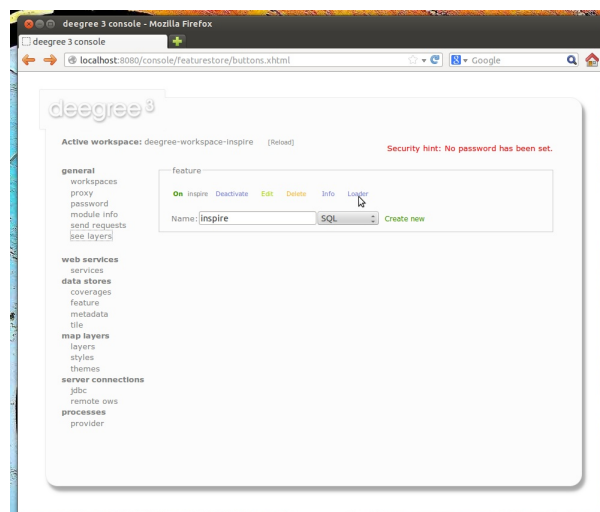 deegree 3 console - Mozilla Firefox
deegree 3 console
localhost:8080/console/featurestore/buttons.xhtml
Google
deegree 3
Active workspace: deegree-workspace-inspire [Reload]
Security hint: No password has been set.
general
workspaces
proxy
password
module info
send requests
see layers
web services
services
data stores
coverages
feature
metadata
tile
map layers
layers
styles
themes
server connections
jdbc
remote ows
processes
provider
feature
On inspire Deactivate Edit Delete Info Loader
Name: inspire SQL Create new